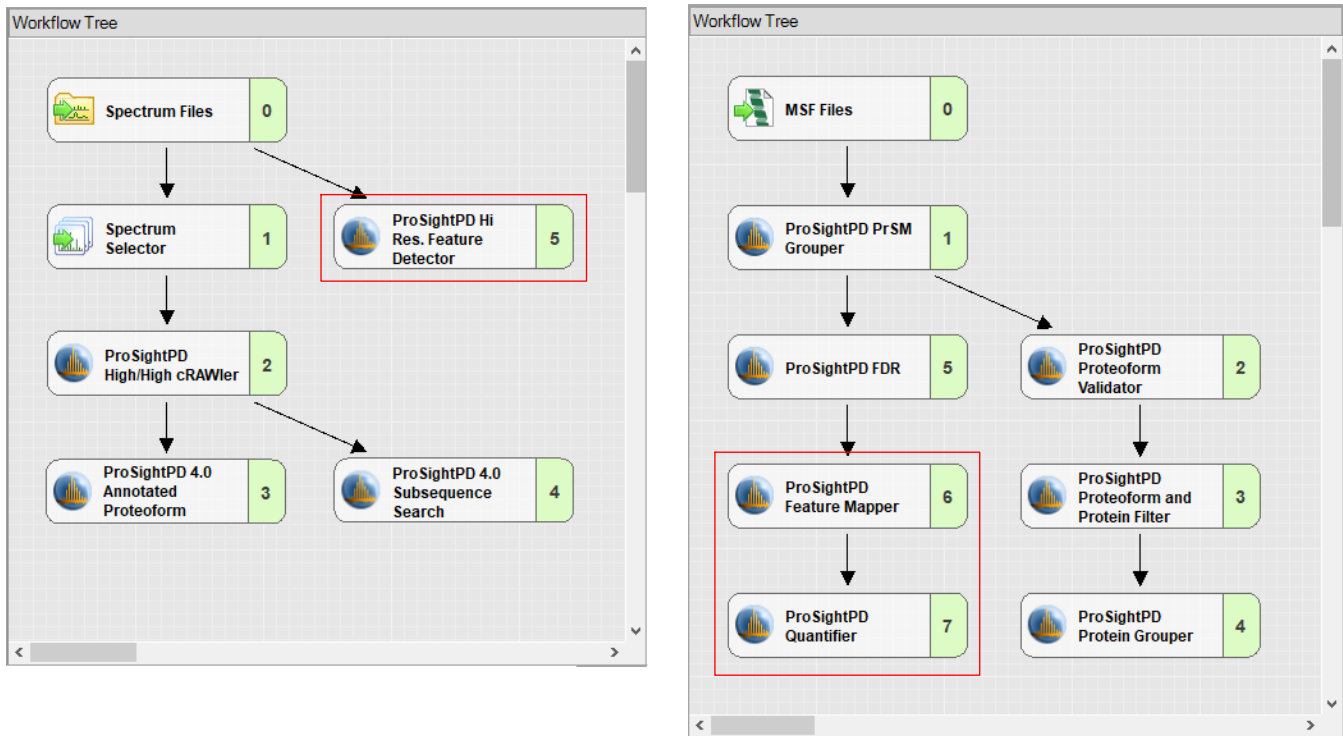 Workflow Tree
Spectrum Files
0
Spectrum
Selector
1
ProSightPD Hi
Res. Feature
Detector
5
ProSightPD
High/High cRAWler
2
ProSightPD 4.0
Annotated
Proteoform
3
ProSightPD 4.0
Subsequence
Search
4
Workflow Tree
MSF Files
0
ProSightPD PrSM
Grouper
1
ProSightPD FDR
5
ProSightPD
Proteoform
Validator
2
ProSightPD
Feature Mapper
6
ProSightPD
Proteoform and
Protein Filter
3
ProSightPD
Quantifier
7
ProSightPD
Protein Grouper
4